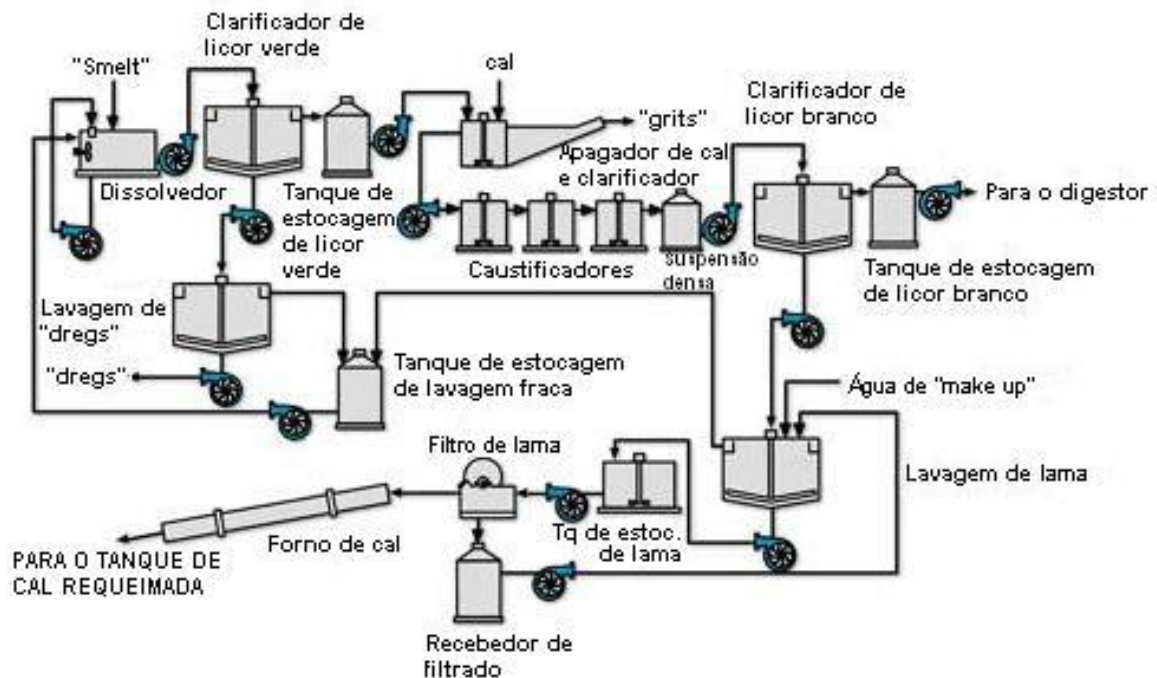 Clarificador de
licor verde
"Smelt"
cal
Clarificador de
licor branco
"grits"
Apagador de cal
e clarificador
Dissolvedor
Tanque de
estocagem
de licor
verde
Para o digestor
Caustificadores
suspensão
densa
Tanque de estocagem
de licor branco
Lavagem de
"dregs"
"dregs"
Tanque de estocagem
de lavagem fraca
Água de "make up"
Filtro de lama
Lavagem de lama
Forno de cal
Tq de estoc.
de lama
PARA O TANQUE DE
CAL REQUEIMADA
Recebedor de
filtrado